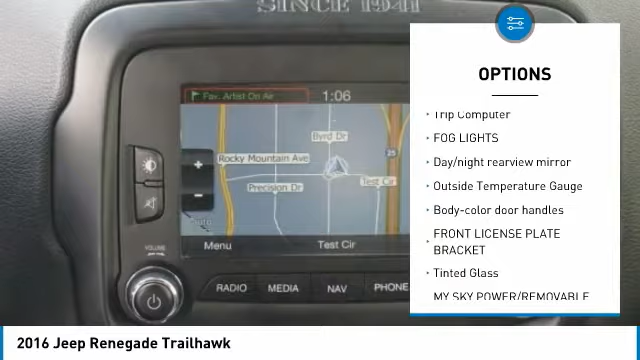 SINCE 1941
Fav. Artist On Air
1:06
Byrd Dr
Rocky Mountain Ave
25
Precision Dr
Test Cir
auto
Menu
Test Cir
VOLUME
RADIO
MEDIA
NAV
PHONE
OPTIONS
Trip Computer
FOG LIGHTS
Day/night rearview mirror
Outside Temperature Gauge
Body-color door handles
FRONT LICENSE PLATE
BRACKET
Tinted Glass
MY SKY POWER/REMOVABLE
2016 Jeep Renegade Trailhawk